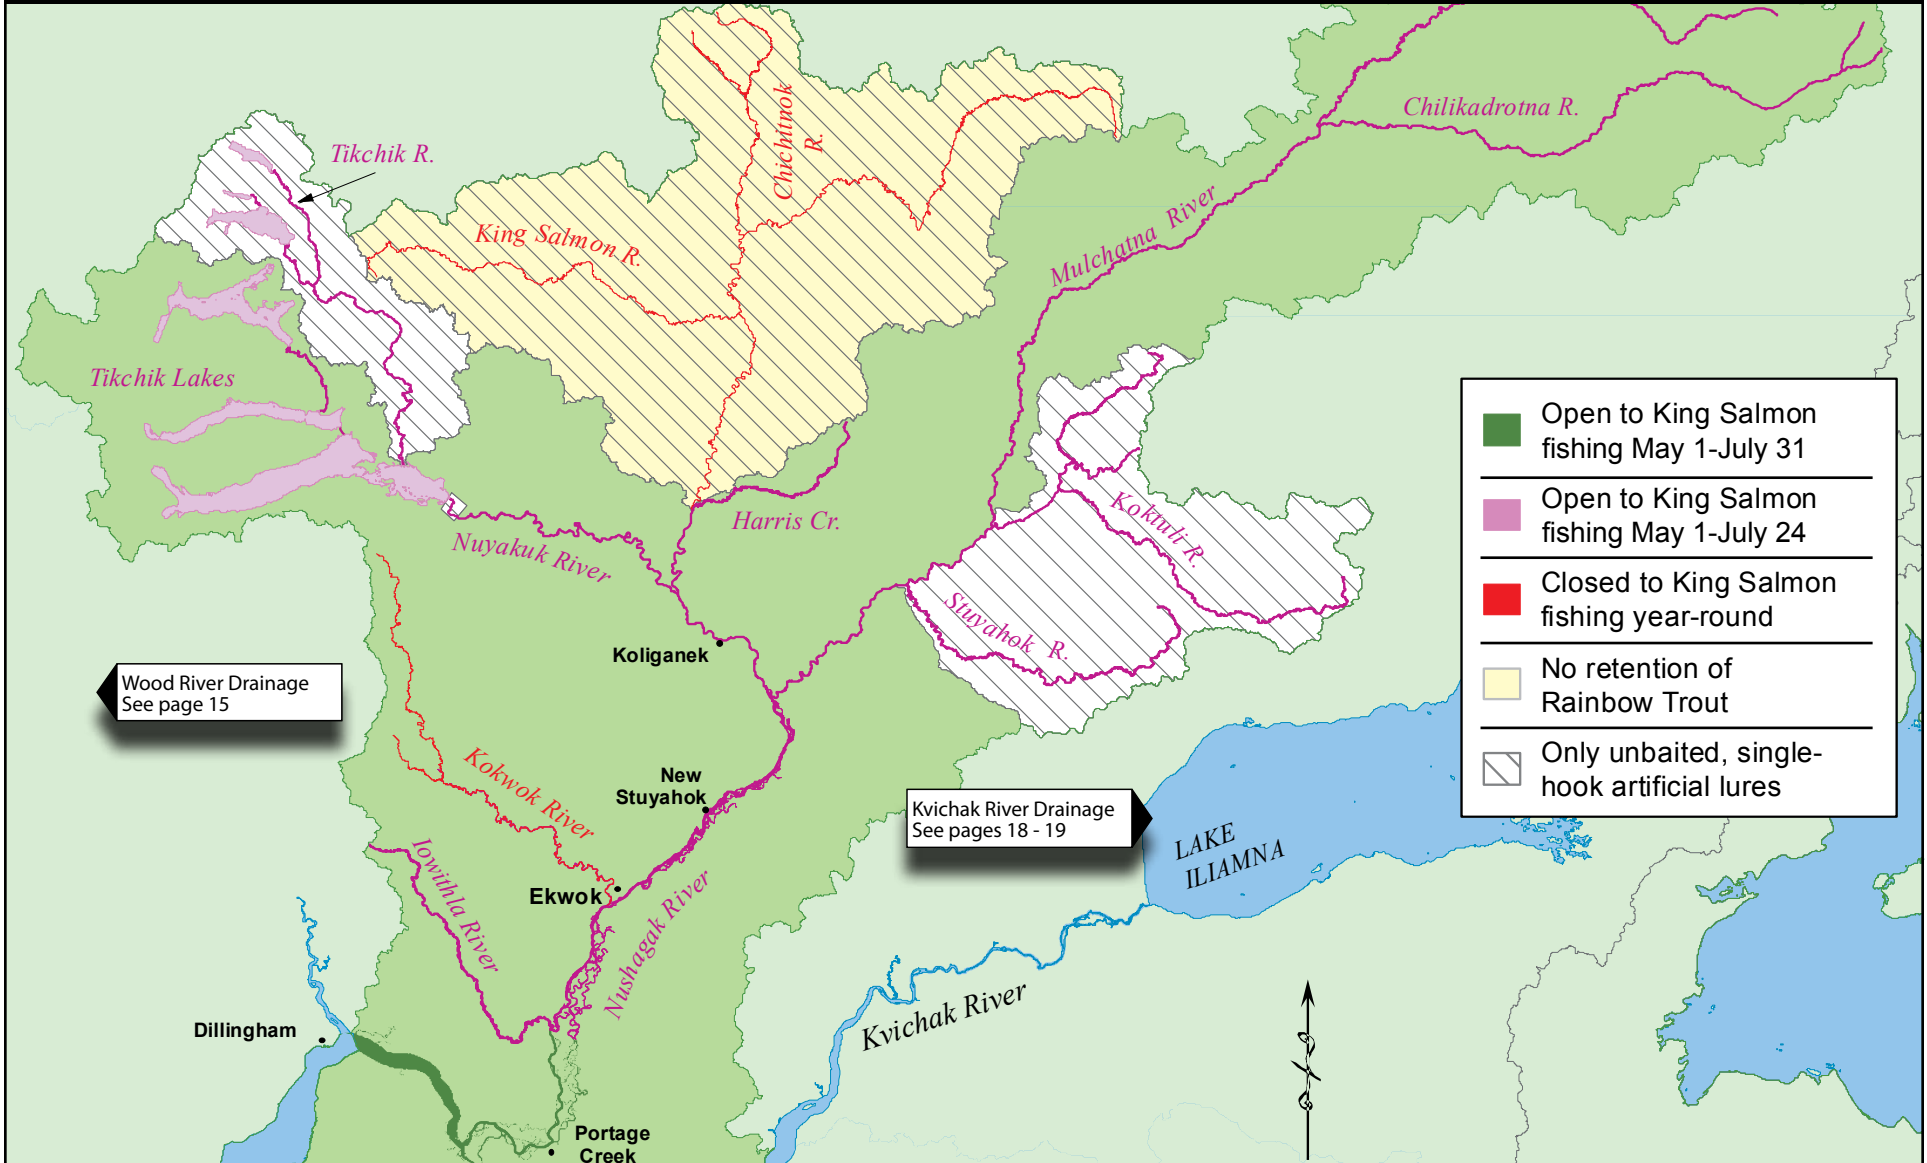 Chichitnok
R.
Chilikadrotna R.
Tikchik R.
King Salmon R.
Mulchatna River
Tikchik Lakes
Harris Cr.
Nuyakuk River
Koktuli R.
Stuyahok R.
Koliganek
Wood River Drainage
See page 15
Kokwok River
New
Stuyahok
Iowithla River
Ekwok
Nushagak River
Kvichak River Drainage
See pages 18 - 19
LAKE
ILIAMNA
Kvichak River
Dillingham
Portage
Creek
Open to King Salmon
fishing May 1-July 31
Open to King Salmon
fishing May 1-July 24
Closed to King Salmon
fishing year-round
No retention of
Rainbow Trout
Only unbaited, single-
hook artificial lures